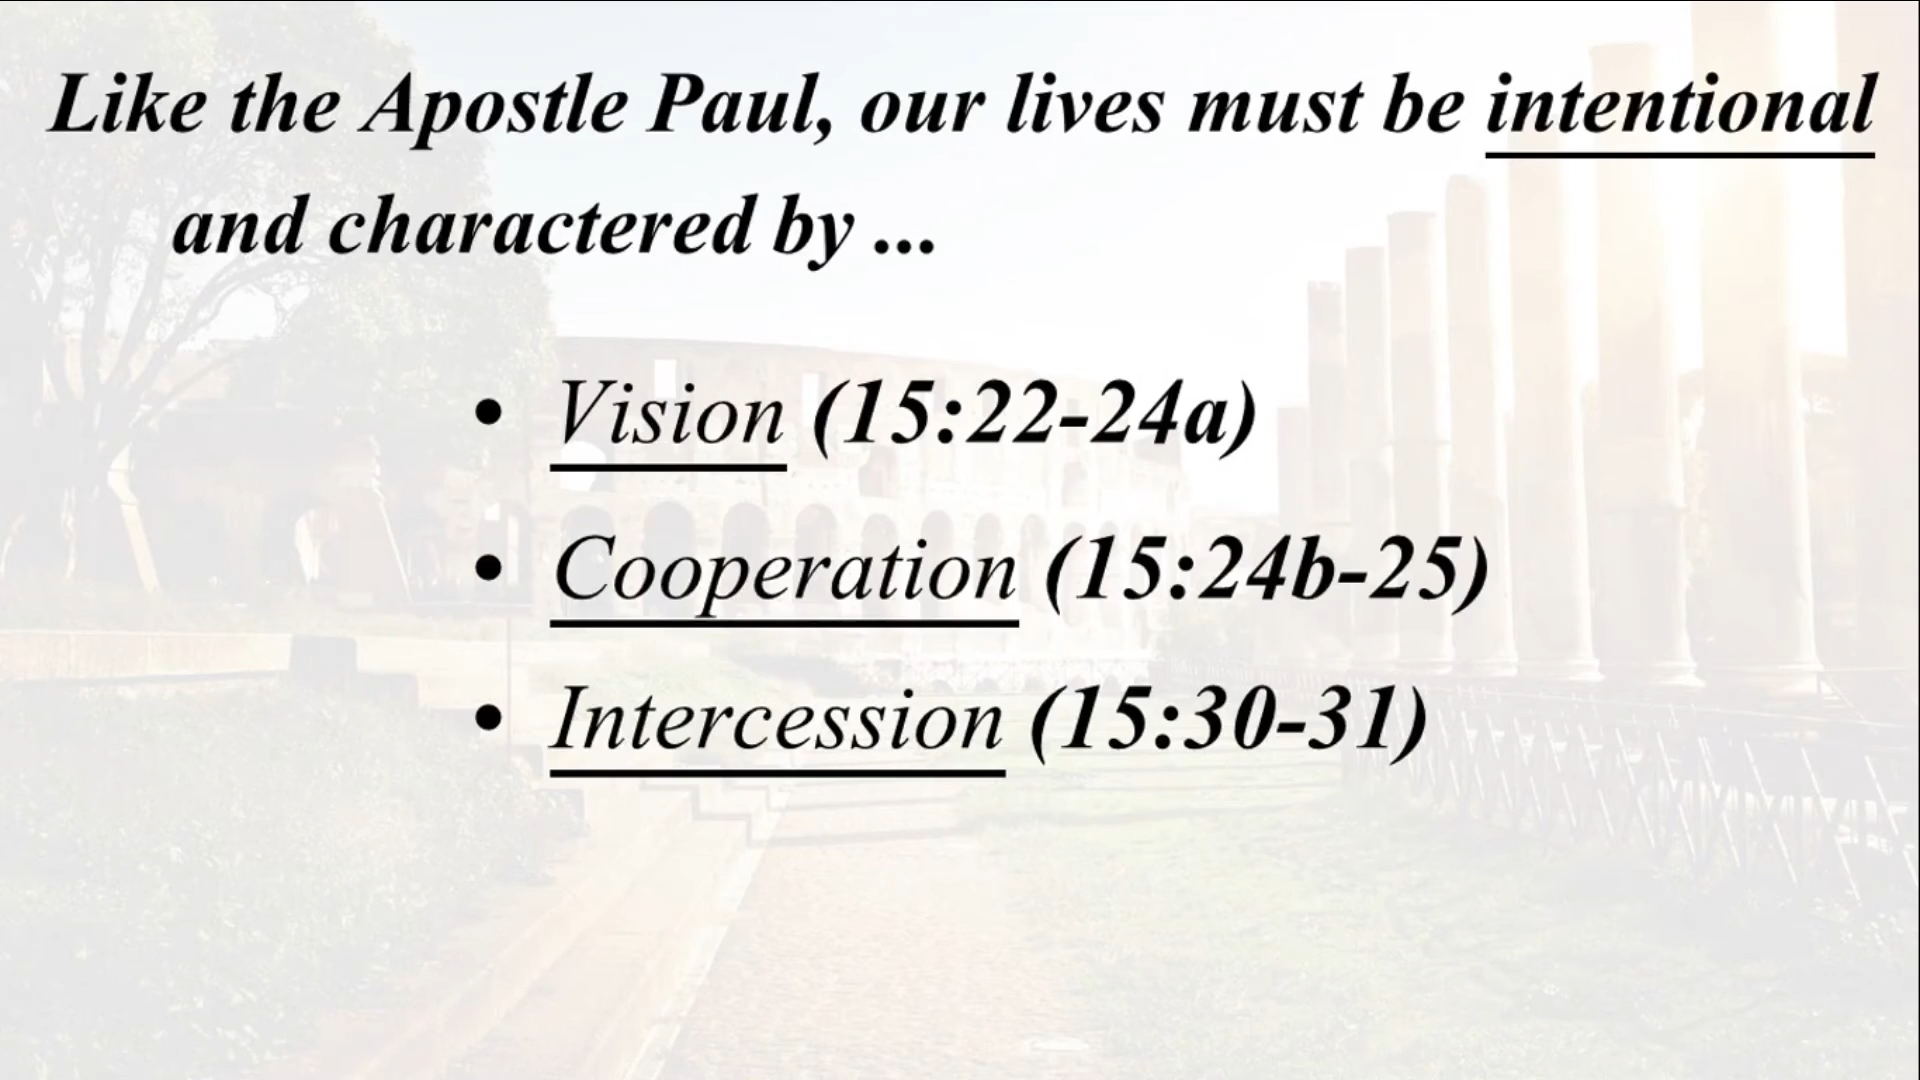 Like the Apostle Paul, our lives must be intentional
and charactered by ...
• Vision (15:22-24a)
• Cooperation (15:24b-25)
• Intercession (15:30-31)